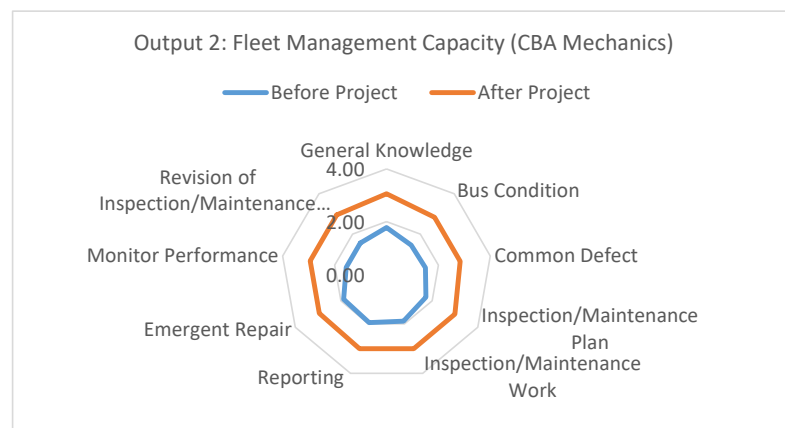 Output 2: Fleet Management Capacity (CBA Mechanics)
Before Project
After Project
General Knowledge
4.00
Revision of
Inspection/Maintenance...
Bus Condition
2.00
Monitor Performance
Common Defect
0.00
Emergent Repair
Inspection/Maintenance
Plan
Reporting
Inspection/Maintenance
Work